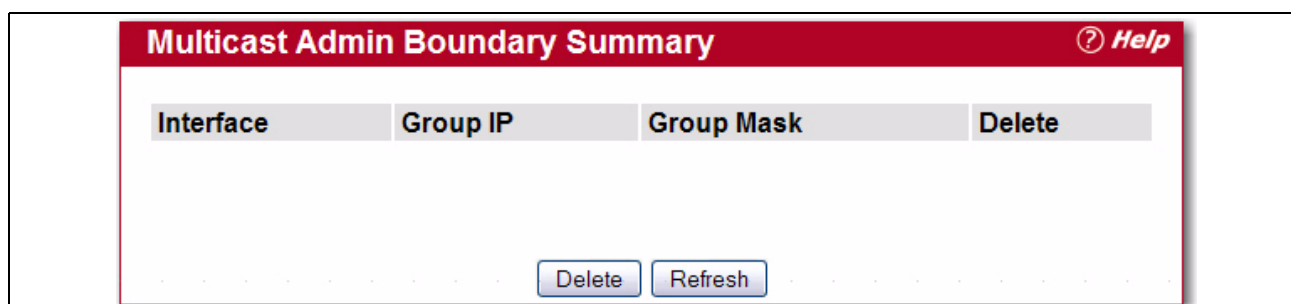 Multicast Admin Boundary Summary ? Help
Interface Group IP Group Mask Delete
Delete Refresh